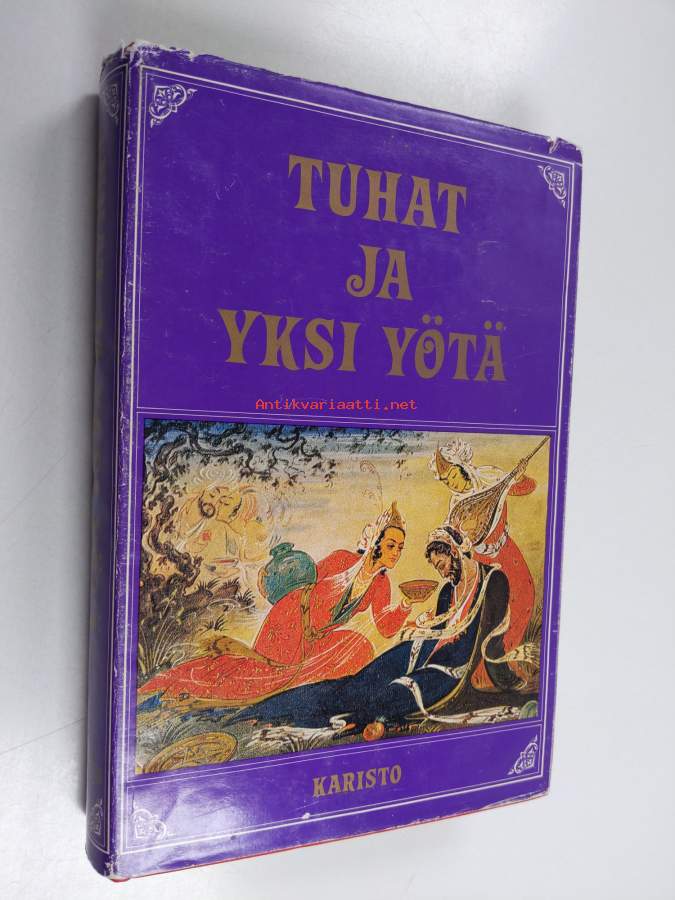 TUHAT
JA
YKSI YÖTÄ
Antikvariaatti.net
KARISTO